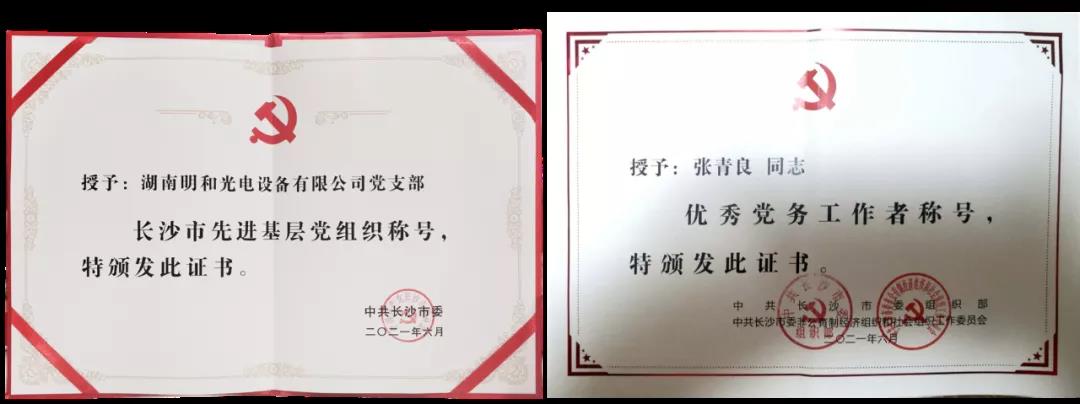 授予：湖南明和光电设备有限公司党支部
长沙市先进基层党组织称号，
特颁发此证书。
中共长沙市委
二〇二一年六月
授予：张青良 同志
优秀党务工作者称号，
特颁发此证书。
中共长沙市委组织部
中共长沙市委非公有制经济组织和社会组织工作委员会
二〇二一年六月